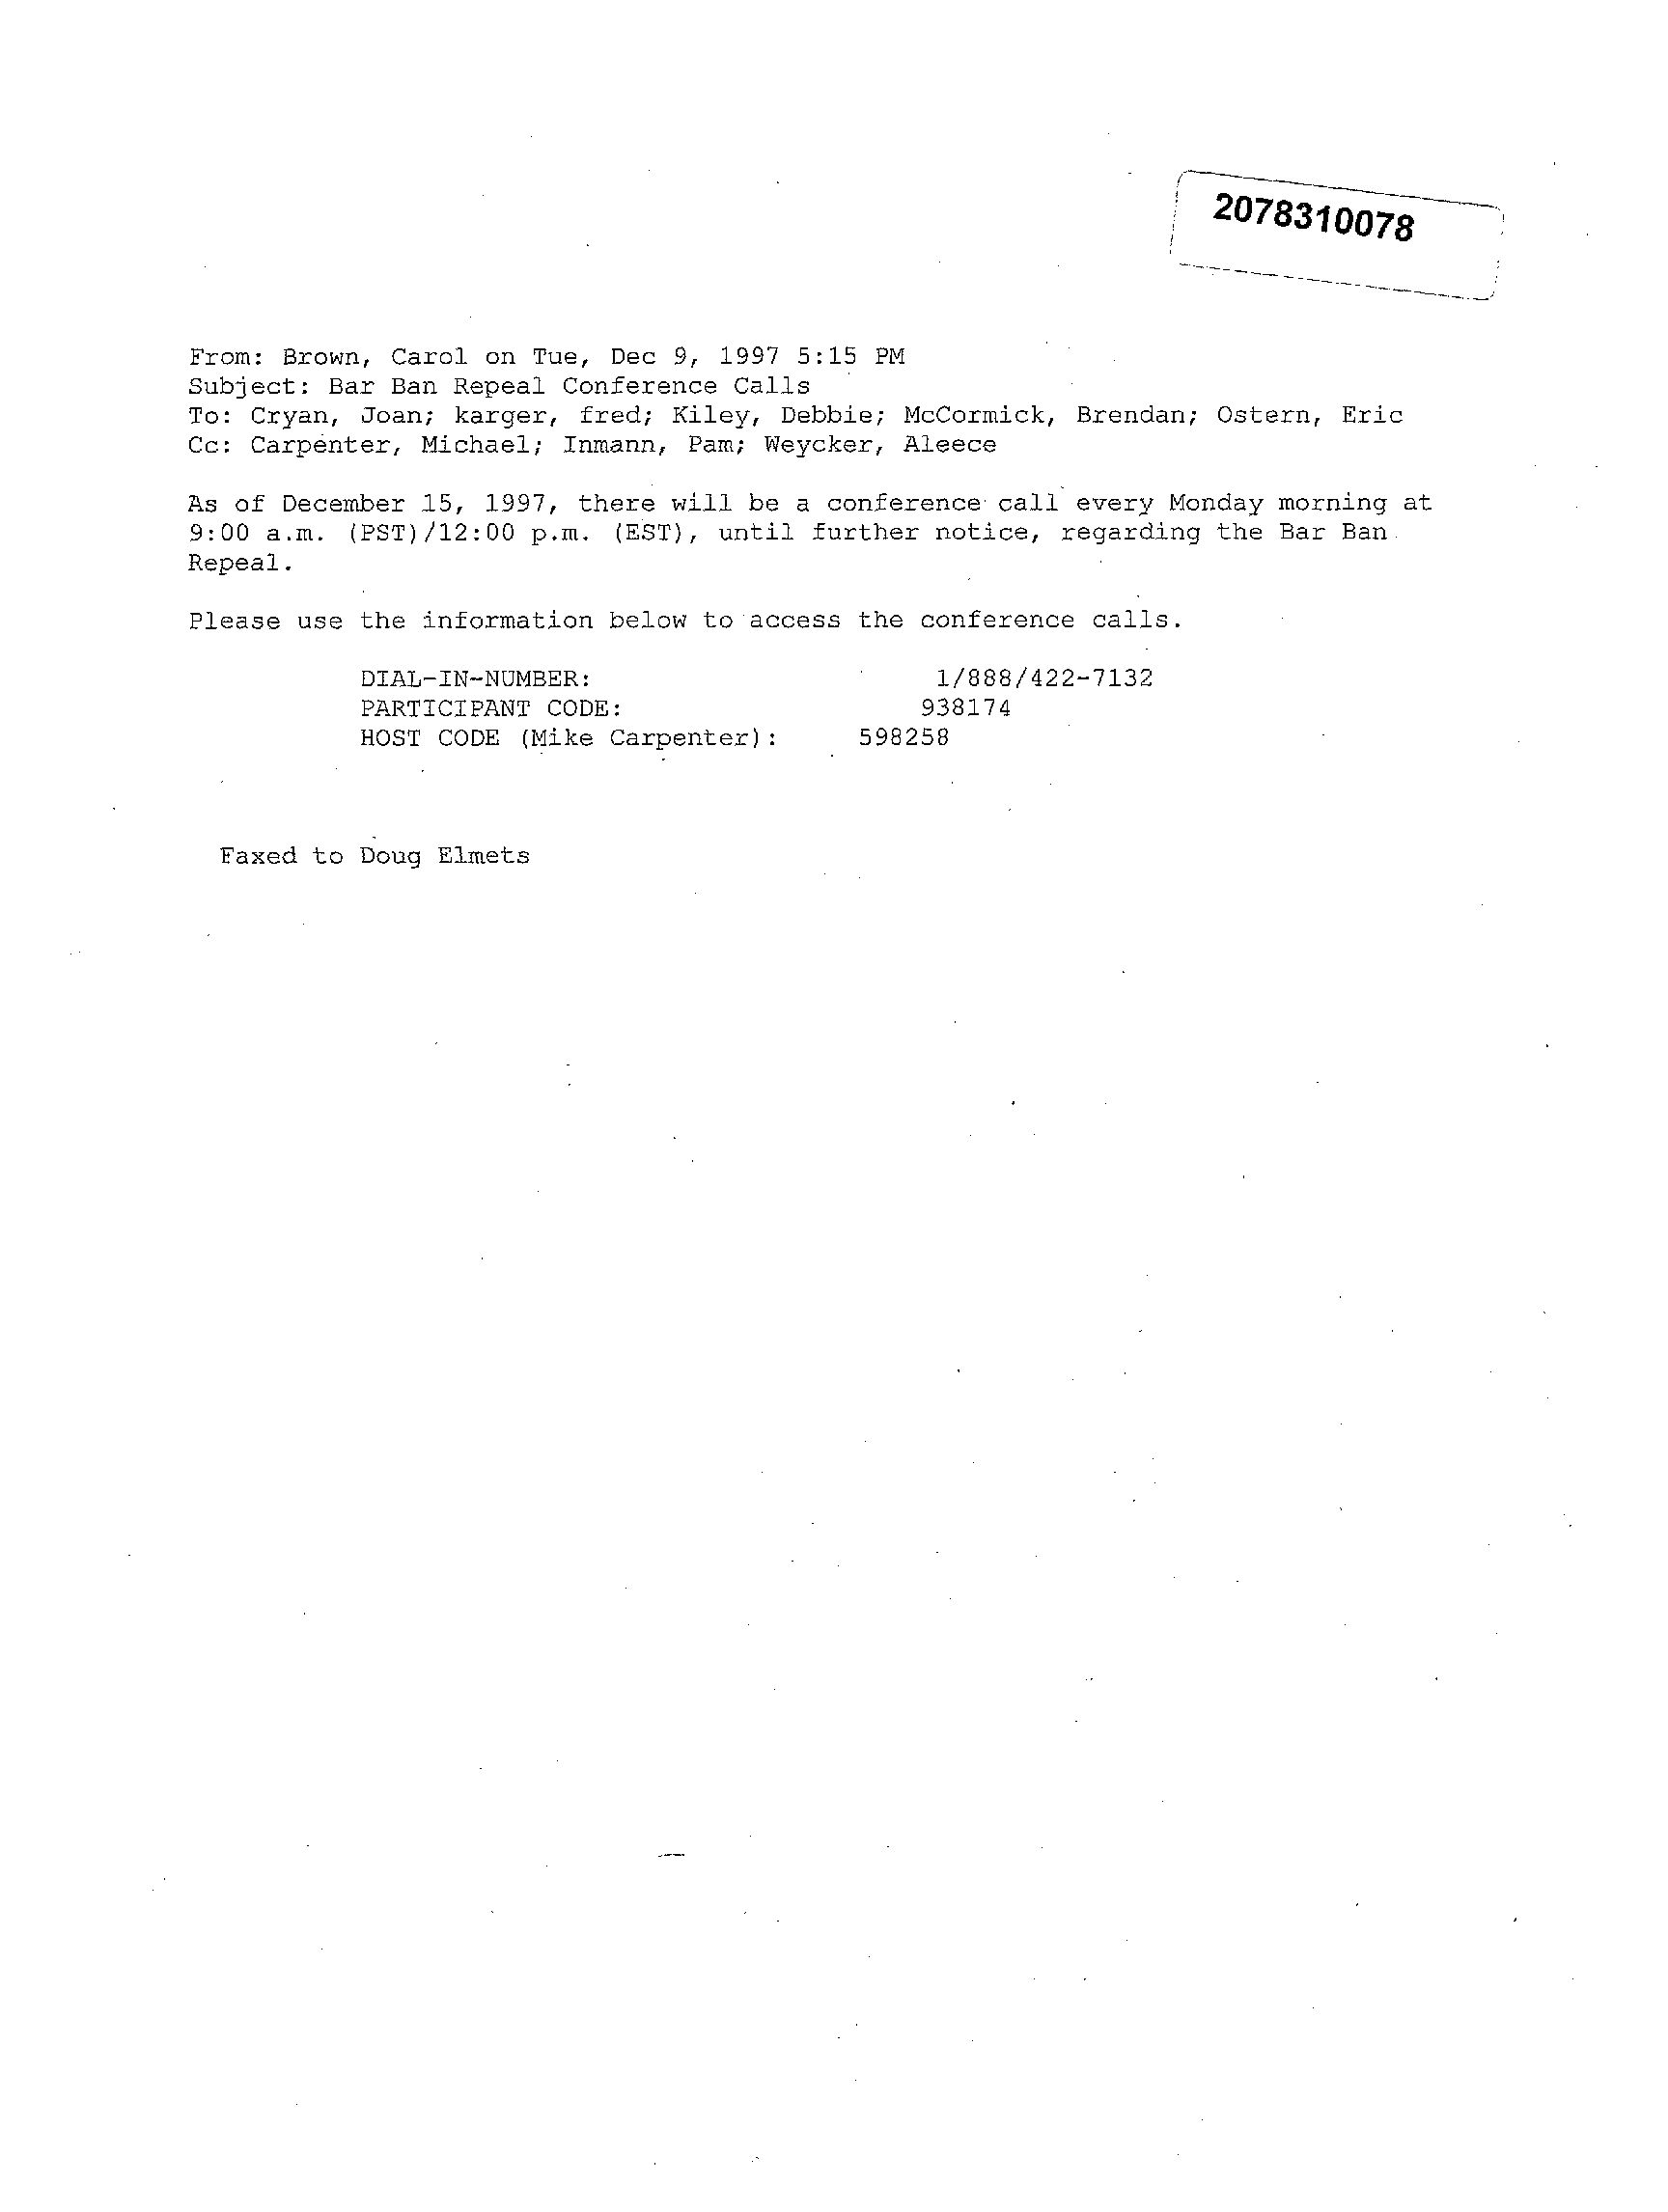 2078310078
From: Brown, Carol on Tue, Dec 9, 1997 5:15 PM
Subject: Bar Ban Repeal Conference Calls
To: Cryan, Joan; karger, fred; Kiley, Debbie; McCormick, Brendan; Ostern, Eric
Cc: Carpenter, Michael; Inmann, Pam; Weycker, Aleece
As of December 15, 1997, there will be a conference call every Monday morning at
9:00 a.m. (PST)/12:00 p.m. (EST), until further notice, regarding the Bar Ban
Repeal.
Please use the information below to access the conference calls.
DIAL-IN-NUMBER: 1/888/422-7132
PARTICIPANT CODE: 938174
HOST CODE (Mike Carpenter): 598258
Faxed to Doug Elmets